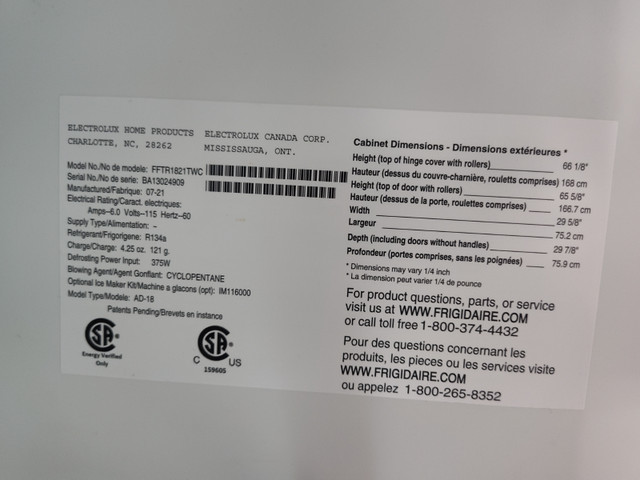 ELECTROLUX HOME PRODUCTS
CHARLOTTE, NC, 28262
ELECTROLUX CANADA CORP.
MISSISSAUGA, ONT.
Model No./No de modele: FFTR1821TWC
Serial No./No de serie: BA13024909
Manufactured/Fabrique: 07-21
Electrical Rating/Caract. electriques:
Amps-6.0 Volts-115 Hertz-60
Supply Type/Alimentation: -
Refrigerant/Frigorigene: R134a
Charge/Charge: 4.25 oz. 121 g.
Defrosting Power Input: 375W
Blowing Agent/Agent Gonflant: CYCLOPENTANE
Optional Ice Maker Kit/Machine a glacons (opt): IM116000
Model Type/Modele Type: AD-18
Patents Pending/Brevets en instance
SA
Energy Verified
Only
SA
C US
159605
Cabinet Dimensions - Dimensions extérieures *
Height (top of hinge cover with rollers) 66 1/8"
Hauteur (dessus du couvre-charnière, roulettes comprises) 168 cm
Height (top of door with rollers) 65 5/8"
Hauteur (dessus de la porte, roulettes comprises) 166.7 cm
Width 29 5/8"
Largeur 75.2 cm
Depth (including doors without handles) 29 7/8"
Profondeur (portes comprises, sans les poignées) 75.9 cm
* Dimensions may vary 1/4 inch
* La dimension peut varier 1/4 de pounce
For product questions, parts, or service
visit us at WWW.FRIGIDAIRE.COM
or call toll free 1-800-374-4432
Pour des questions concernant les
produits, les pieces ou les services visite
WWW.FRIGIDAIRE.COM
ou appelez 1-800-265-8352